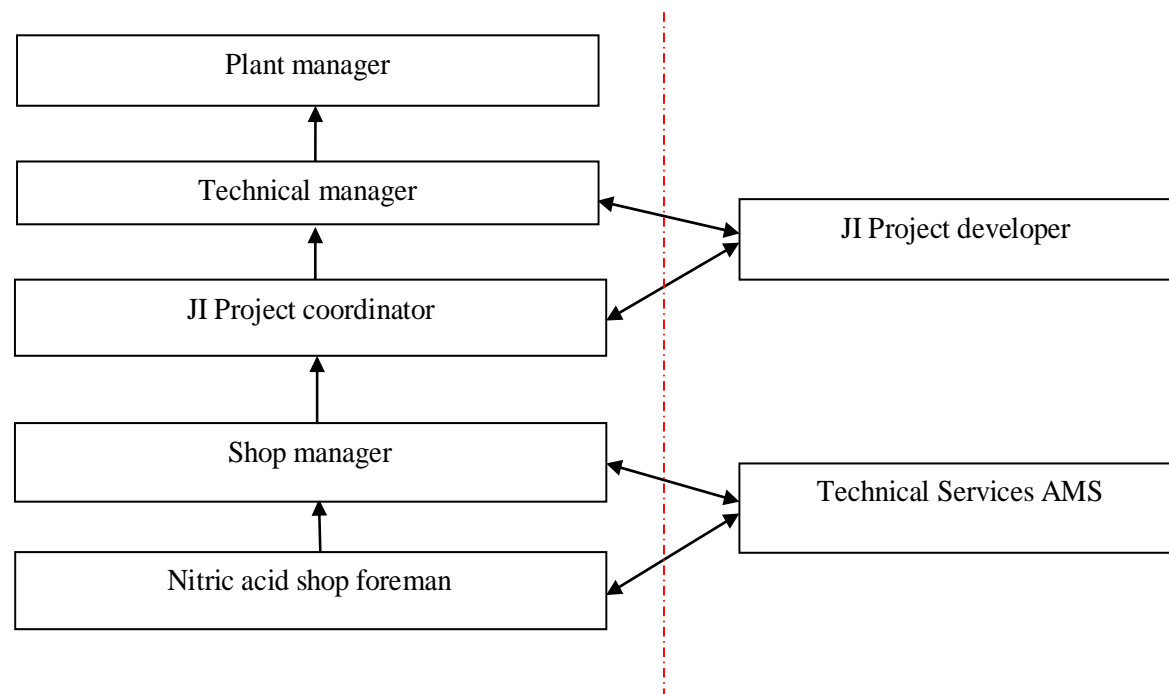 Plant manager
Technical manager
JI Project developer
JI Project coordinator
Shop manager
Technical Services AMS
Nitric acid shop foreman